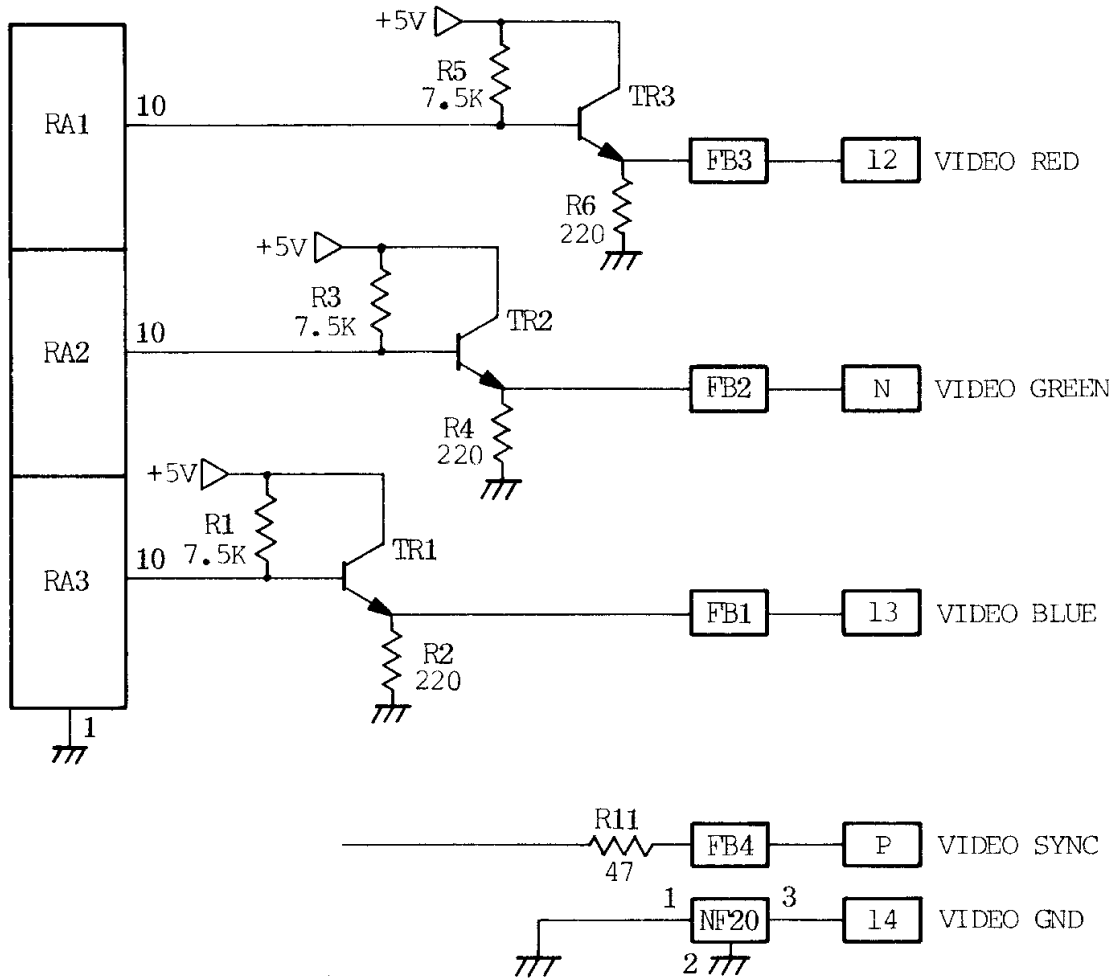 +5V
R5
7.5K
TR3
RA1
10
FB3
12
VIDEO RED
R6
220
+5V
R3
7.5K
TR2
RA2
10
FB2
N
VIDEO GREEN
R4
220
+5V
R1
7.5K
TR1
RA3
10
FB1
13
VIDEO BLUE
R2
220
1
R11
47
FB4
P
VIDEO SYNC
1
NF20
3
14
VIDEO GND
2